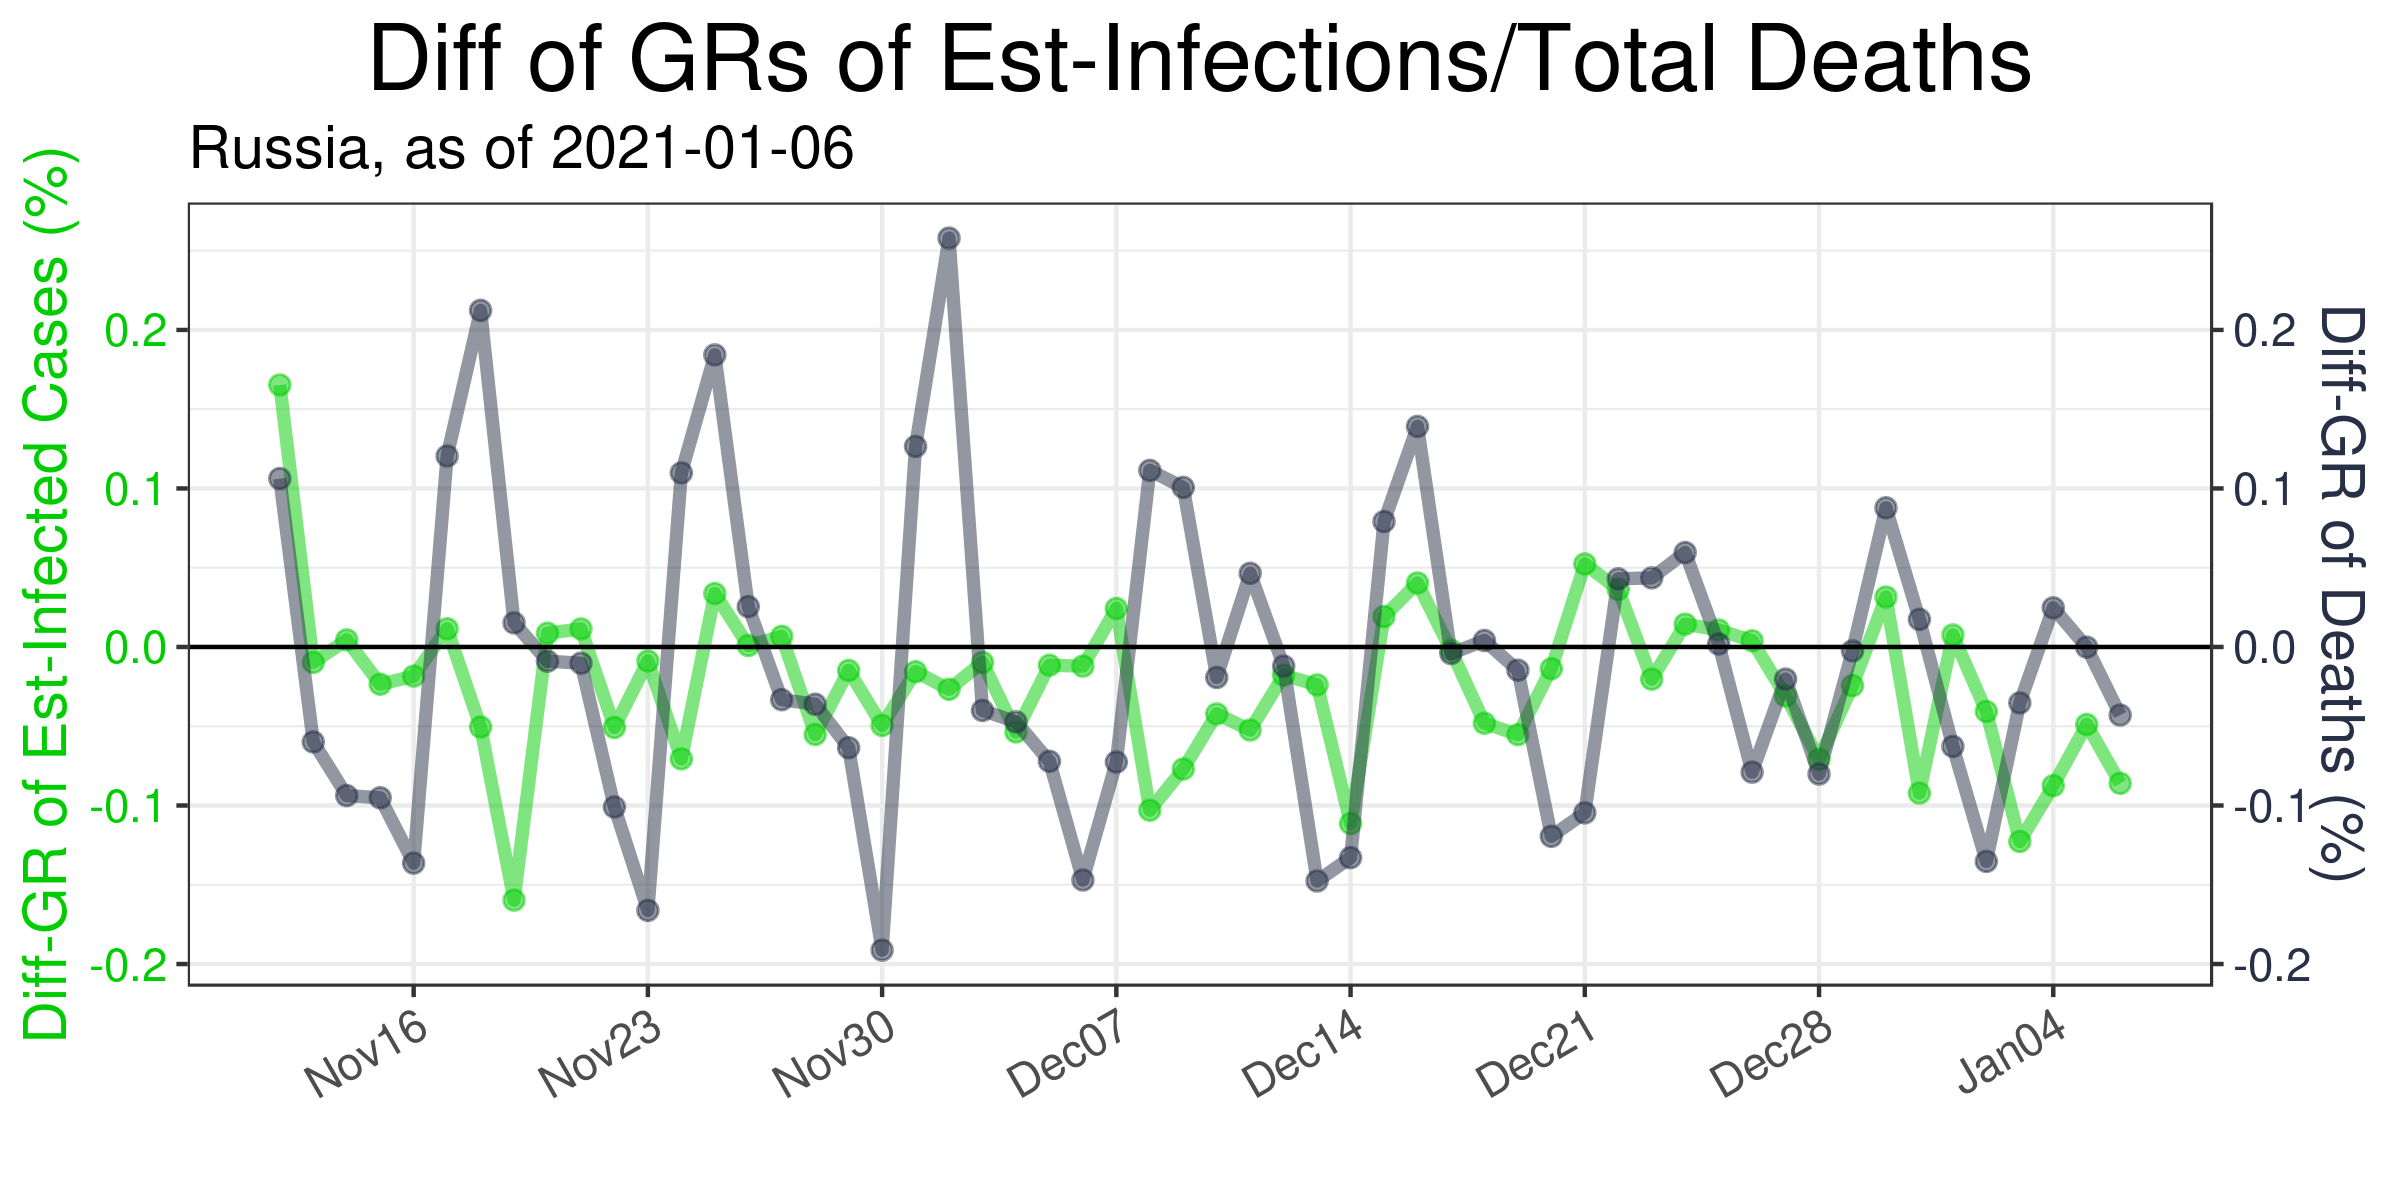 Diff of GRs of Est-Infections/Total Deaths
Russia, as of 2021-01-06
Diff-GR of Est-Infected Cases (%)
0.2
0.1
0.0
-0.1
-0.2
0.2
0.1
0.0
-0.1
-0.2
Diff-GR of Deaths (%)
Nov16
Nov23
Nov30
Dec07
Dec14
Dec21
Dec28
Jan04